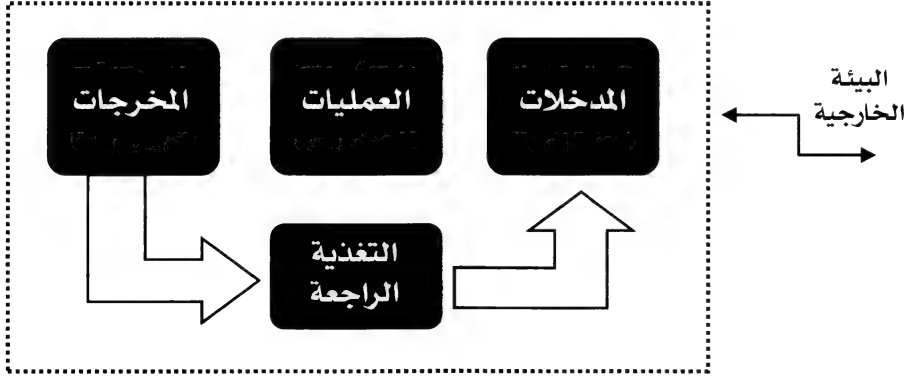 المدخلات
العمليات
المخرجات
البيئة
الخارجية
التغذية
الراجعة